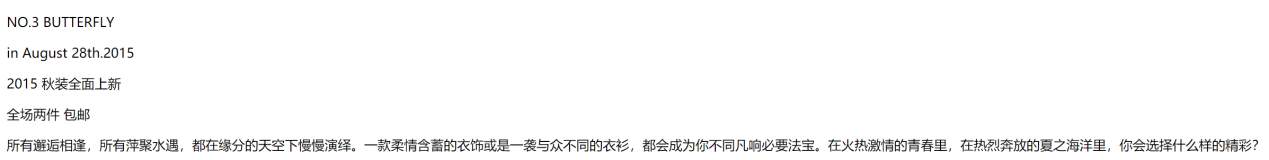 NO.3 BUTTERFLY
in August 28th.2015
2015 秋装全面上新
全场两件 包邮
所有邂逅相逢，所有萍聚水遇，都在缘分的天空下慢慢演绎。一款柔情含蓄的衣饰或是一袭与众不同的衣衫，都会成为你不同凡响必要法宝。在火热激情的青春里，在热烈奔放的夏之海洋里，你会选择什么样的精彩？